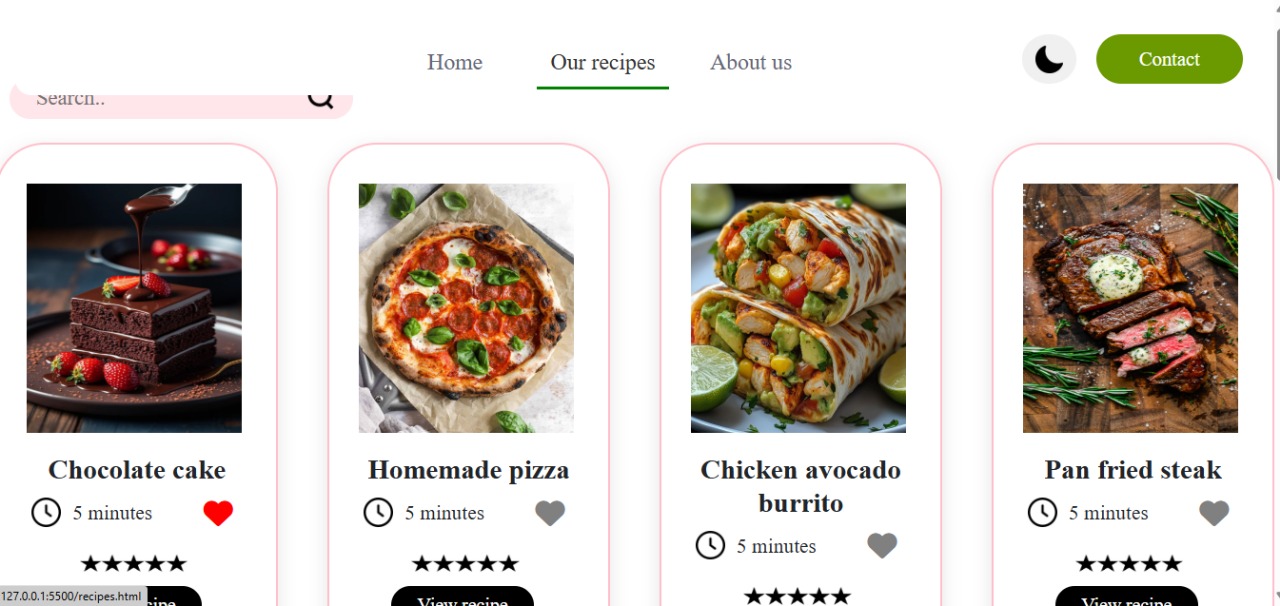 Home
Our recipes
About us
Contact
Search..
Chocolate cake
5 minutes
★★★★★
Homemade pizza
5 minutes
★★★★★
View recipe
Chicken avocado
burrito
5 minutes
★★★★★
Pan fried steak
5 minutes
★★★★★
View recipe
127.0.0.1:5500/recipes.html